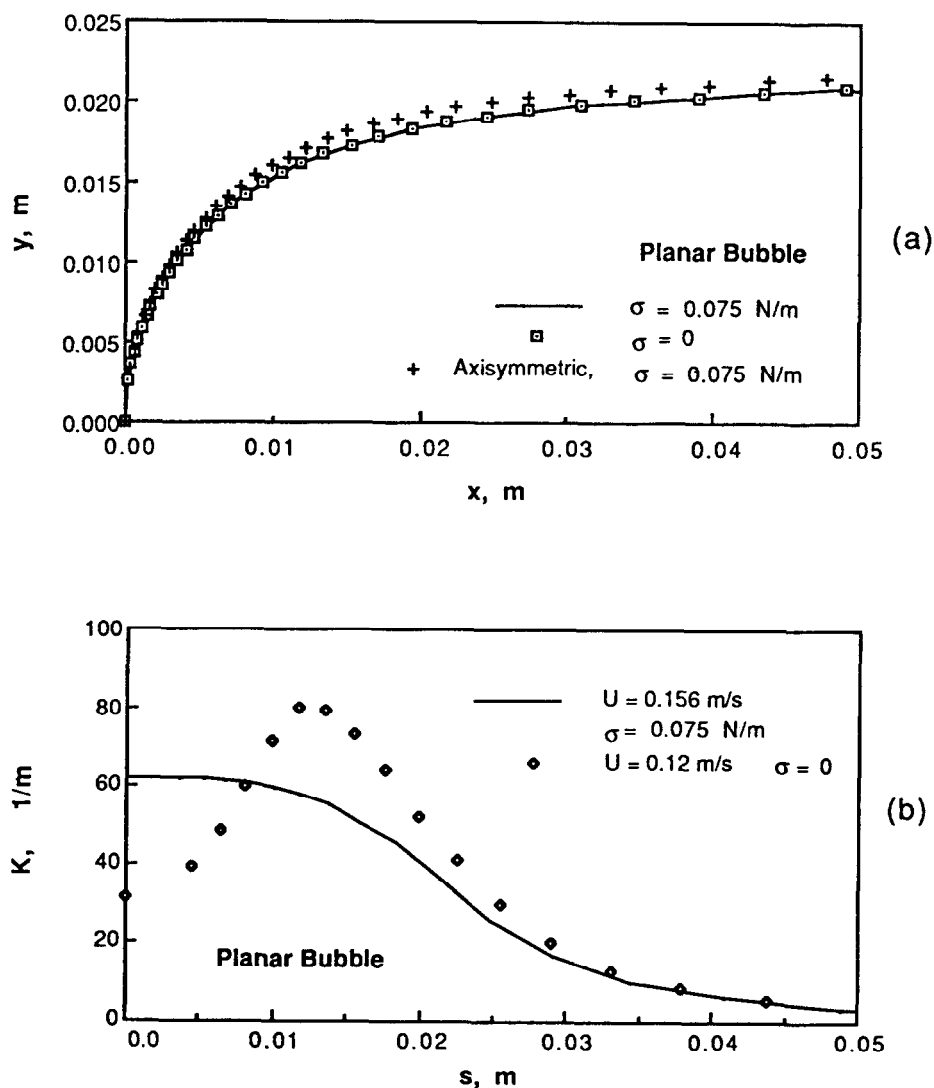 0.025
0.020
0.015
0.010
0.005
0.000
y, m
0.00 0.01 0.02 0.03 0.04 0.05
x, m
Planar Bubble
σ = 0.075 N/m
σ = 0
+ Axisymmetric, σ = 0.075 N/m
(a)
100
80
60
40
20
0
K, 1/m
0.0 0.01 0.02 0.03 0.04 0.05
s, m
U = 0.156 m/s
σ = 0.075 N/m
U = 0.12 m/s σ = 0
Planar Bubble
(b)